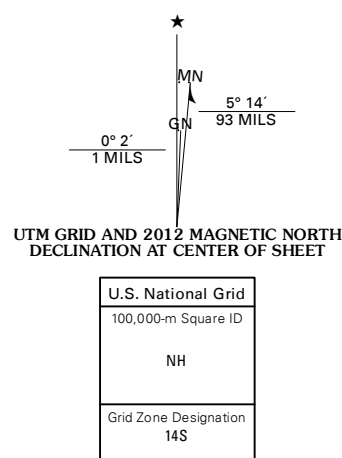 MN
GN
5° 14´
93 MILS
0° 2´
1 MILS
UTM GRID AND 2012 MAGNETIC NORTH
DECLINATION AT CENTER OF SHEET
U.S. National Grid
100,000-m Square ID
NH
Grid Zone Designation
14S